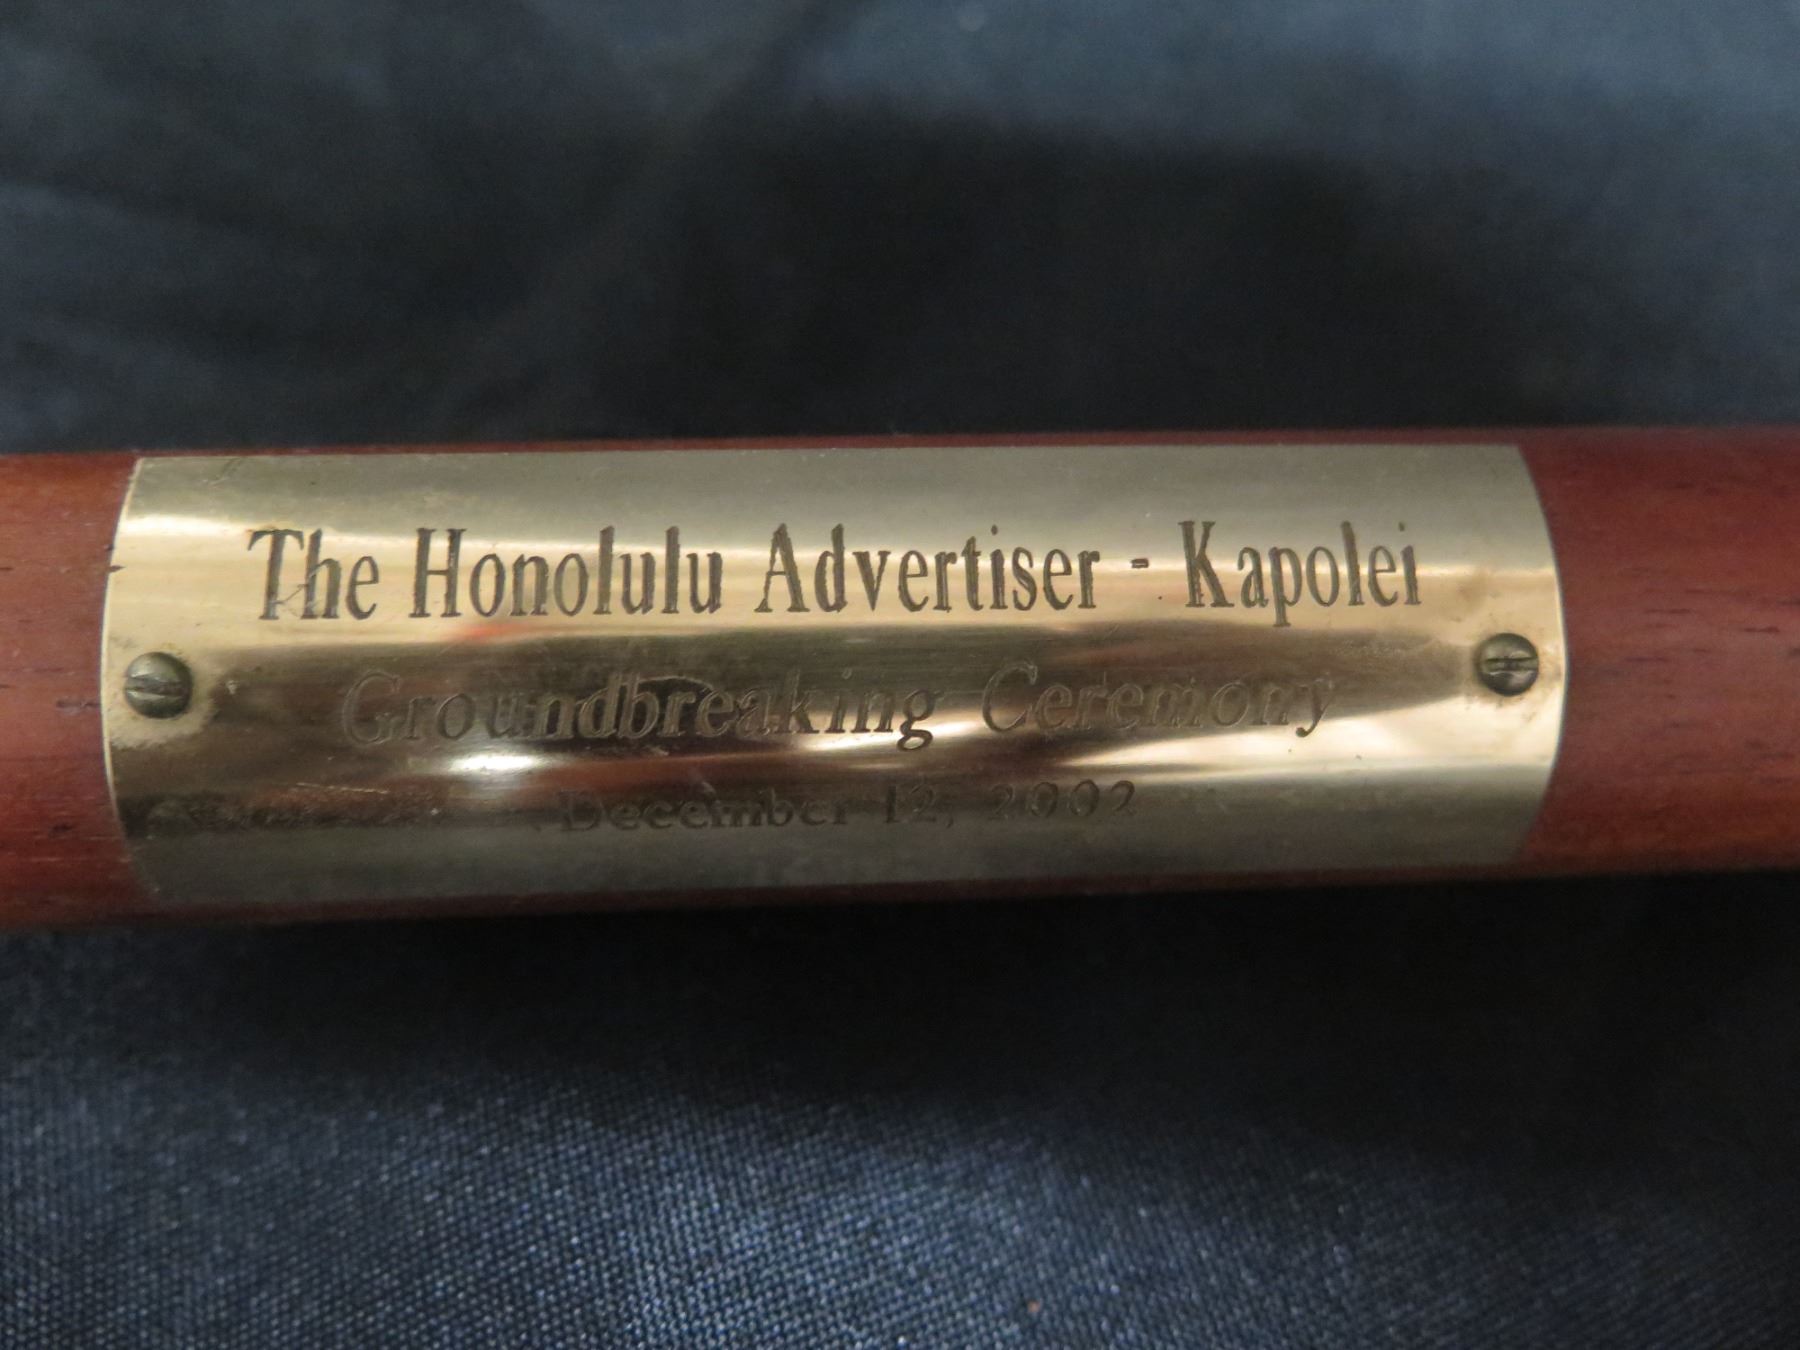 The Honolulu Advertiser - Kapolei
Groundbreaking Ceremony
December 12, 2002